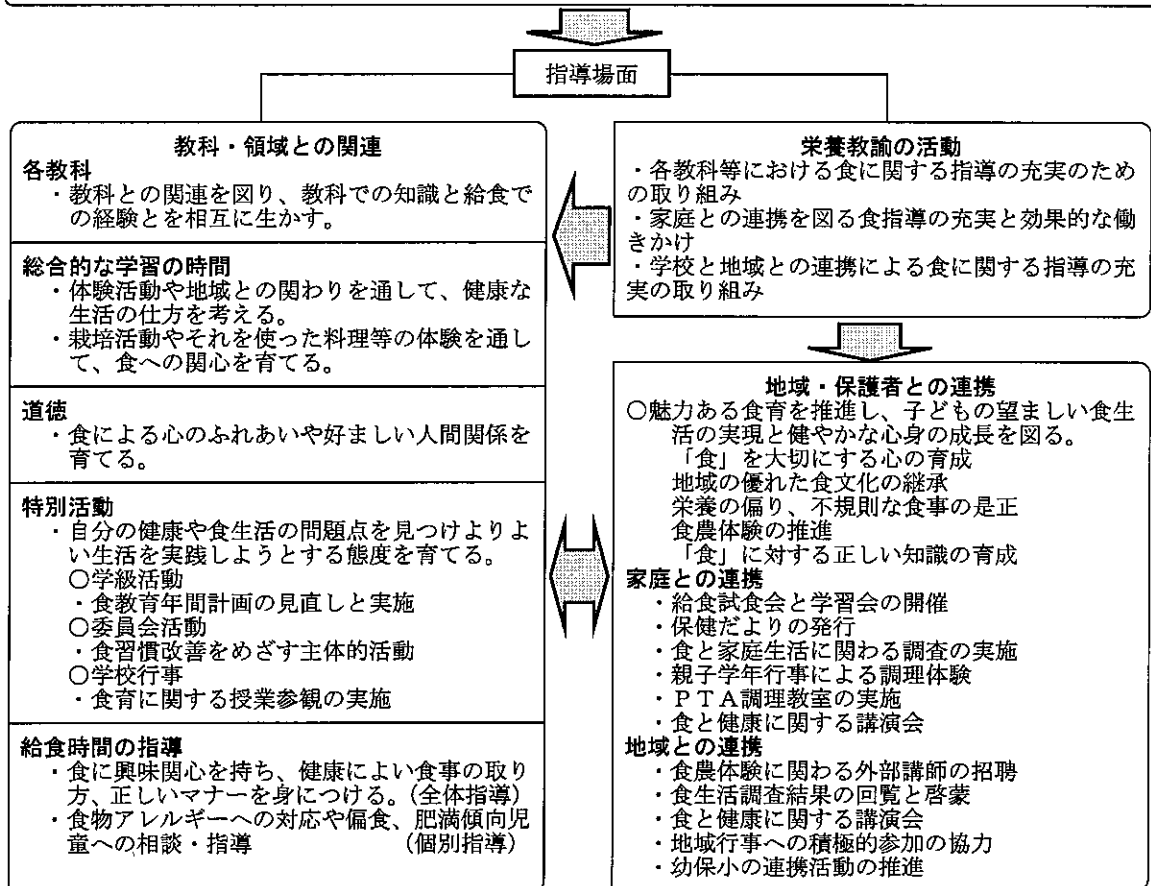 指導場面
教科・領域との関連
各教科
・教科との関連を図り、教科での知識と給食で
の経験とを相互に生かす。
総合的な学習の時間
・体験活動や地域との関わりを通して、健康な
生活の仕方を考える。
・栽培活動やそれを使った料理等の体験を通し
て、食への関心を育てる。
道徳
・食による心のふれあいや好ましい人間関係を
育てる。
特別活動
・自分の健康や食生活の問題点を見つけよりよ
い生活を実践しようとする態度を育てる。
○学級活動
・食教育年間計画の見直しと実施
○委員会活動
・食習慣改善をめざす主体的活動
○学校行事
・食育に関する授業参観の実施
給食時間の指導
・食に興味関心を持ち、健康によい食事の取り
方、正しいマナーを身につける。(全体指導)
・食物アレルギーへの対応や偏食、肥満傾向児
童への相談・指導 (個別指導)
栄養教諭の活動
・各教科等における食に関する指導の充実のため
の取り組み
・家庭との連携を図る食指導の充実と効果的な働
きかけ
・学校と地域との連携による食に関する指導の充
実の取り組み
地域・保護者との連携
○魅力ある食育を推進し、子どもの望ましい食生
活の実現と健やかな心身の成長を図る。
「食」を大切にする心の育成
地域の優れた食文化の継承
栄養の偏り、不規則な食事の是正
食農体験の推進
「食」に対する正しい知識の育成
家庭との連携
・給食試食会と学習会の開催
・保健だよりの発行
・食と家庭生活に関わる調査の実施
・親子学年行事による調理体験
・PTA調理教室の実施
・食と健康に関する講演会
地域との連携
・食農体験に関わる外部講師の招聘
・食生活調査結果の回覧と啓蒙
・食と健康に関する講演会
・地域行事への積極的参加の協力
・幼保小の連携活動の推進